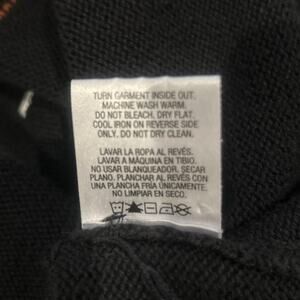 TURN GARMENT INSIDE OUT.
MACHINE WASH WARM.
DO NOT BLEACH. DRY FLAT.
COOL IRON ON REVERSE SIDE
ONLY. DO NOT DRY CLEAN.
LAVAR LA ROPA AL REVÉS.
LAVAR A MÁQUINA EN TIBIO.
NO USAR BLANQUEADOR. SECAR
PLANO. PLANCHAR AL REVÉS CON
UNA PLANCHA FRÍA ÚNICAMENTE.
NO LIMPIAR EN SECO.